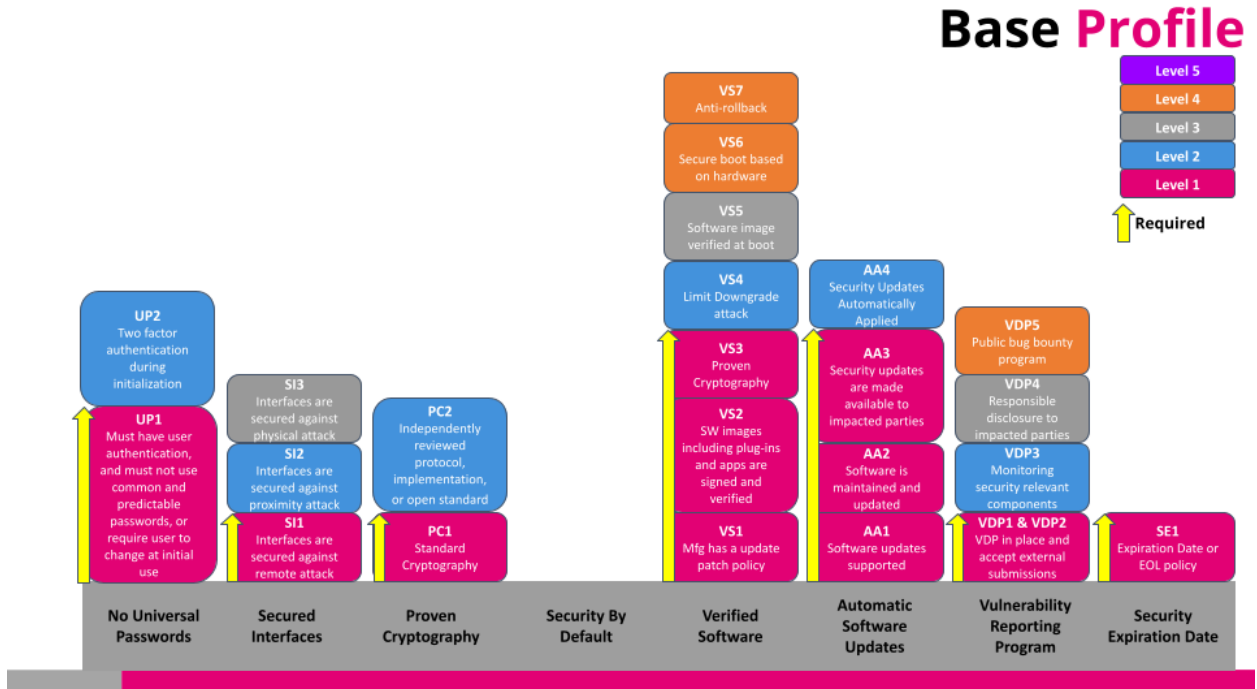 Base Profile
Level 5
Level 4
Level 3
Level 2
Level 1
Required
UP2
Two factor
authentication
during
initialization
UP1
Must have user
authentication,
and must not use
common and
predictable
passwords, or
require user to
change at initial
use
No Universal
Passwords
SI3
Interfaces are
secured against
physical attack
SI2
Interfaces are
secured against
proximity attack
SI1
Interfaces are
secured against
remote attack
Secured
Interfaces
PC2
Independently
reviewed
protocol,
implementation,
or open standard
PC1
Standard
Cryptography
Proven
Cryptography
Security By
Default
VS7
Anti-rollback
VS6
Secure boot based
on hardware
VS5
Software image
verified at boot
VS4
Limit Downgrade
attack
VS3
Proven
Cryptography
VS2
SW images
including plug-ins
and apps are
signed and
verified
VS1
Mfg has a update
patch policy
Verified
Software
AA4
Security Updates
Automatically
Applied
AA3
Security updates
are made
available to
impacted parties
AA2
Software is
maintained and
updated
AA1
Software updates
supported
Automatic
Software
Updates
VDP5
Public bug bounty
program
VDP4
Responsible
disclosure to
impacted parties
VDP3
Monitoring
security relevant
components
VDP1 & VDP2
VDP in place and
accept external
submissions
Vulnerability
Reporting
Program
SE1
Expiration Date or
EOL policy
Security
Expiration Date